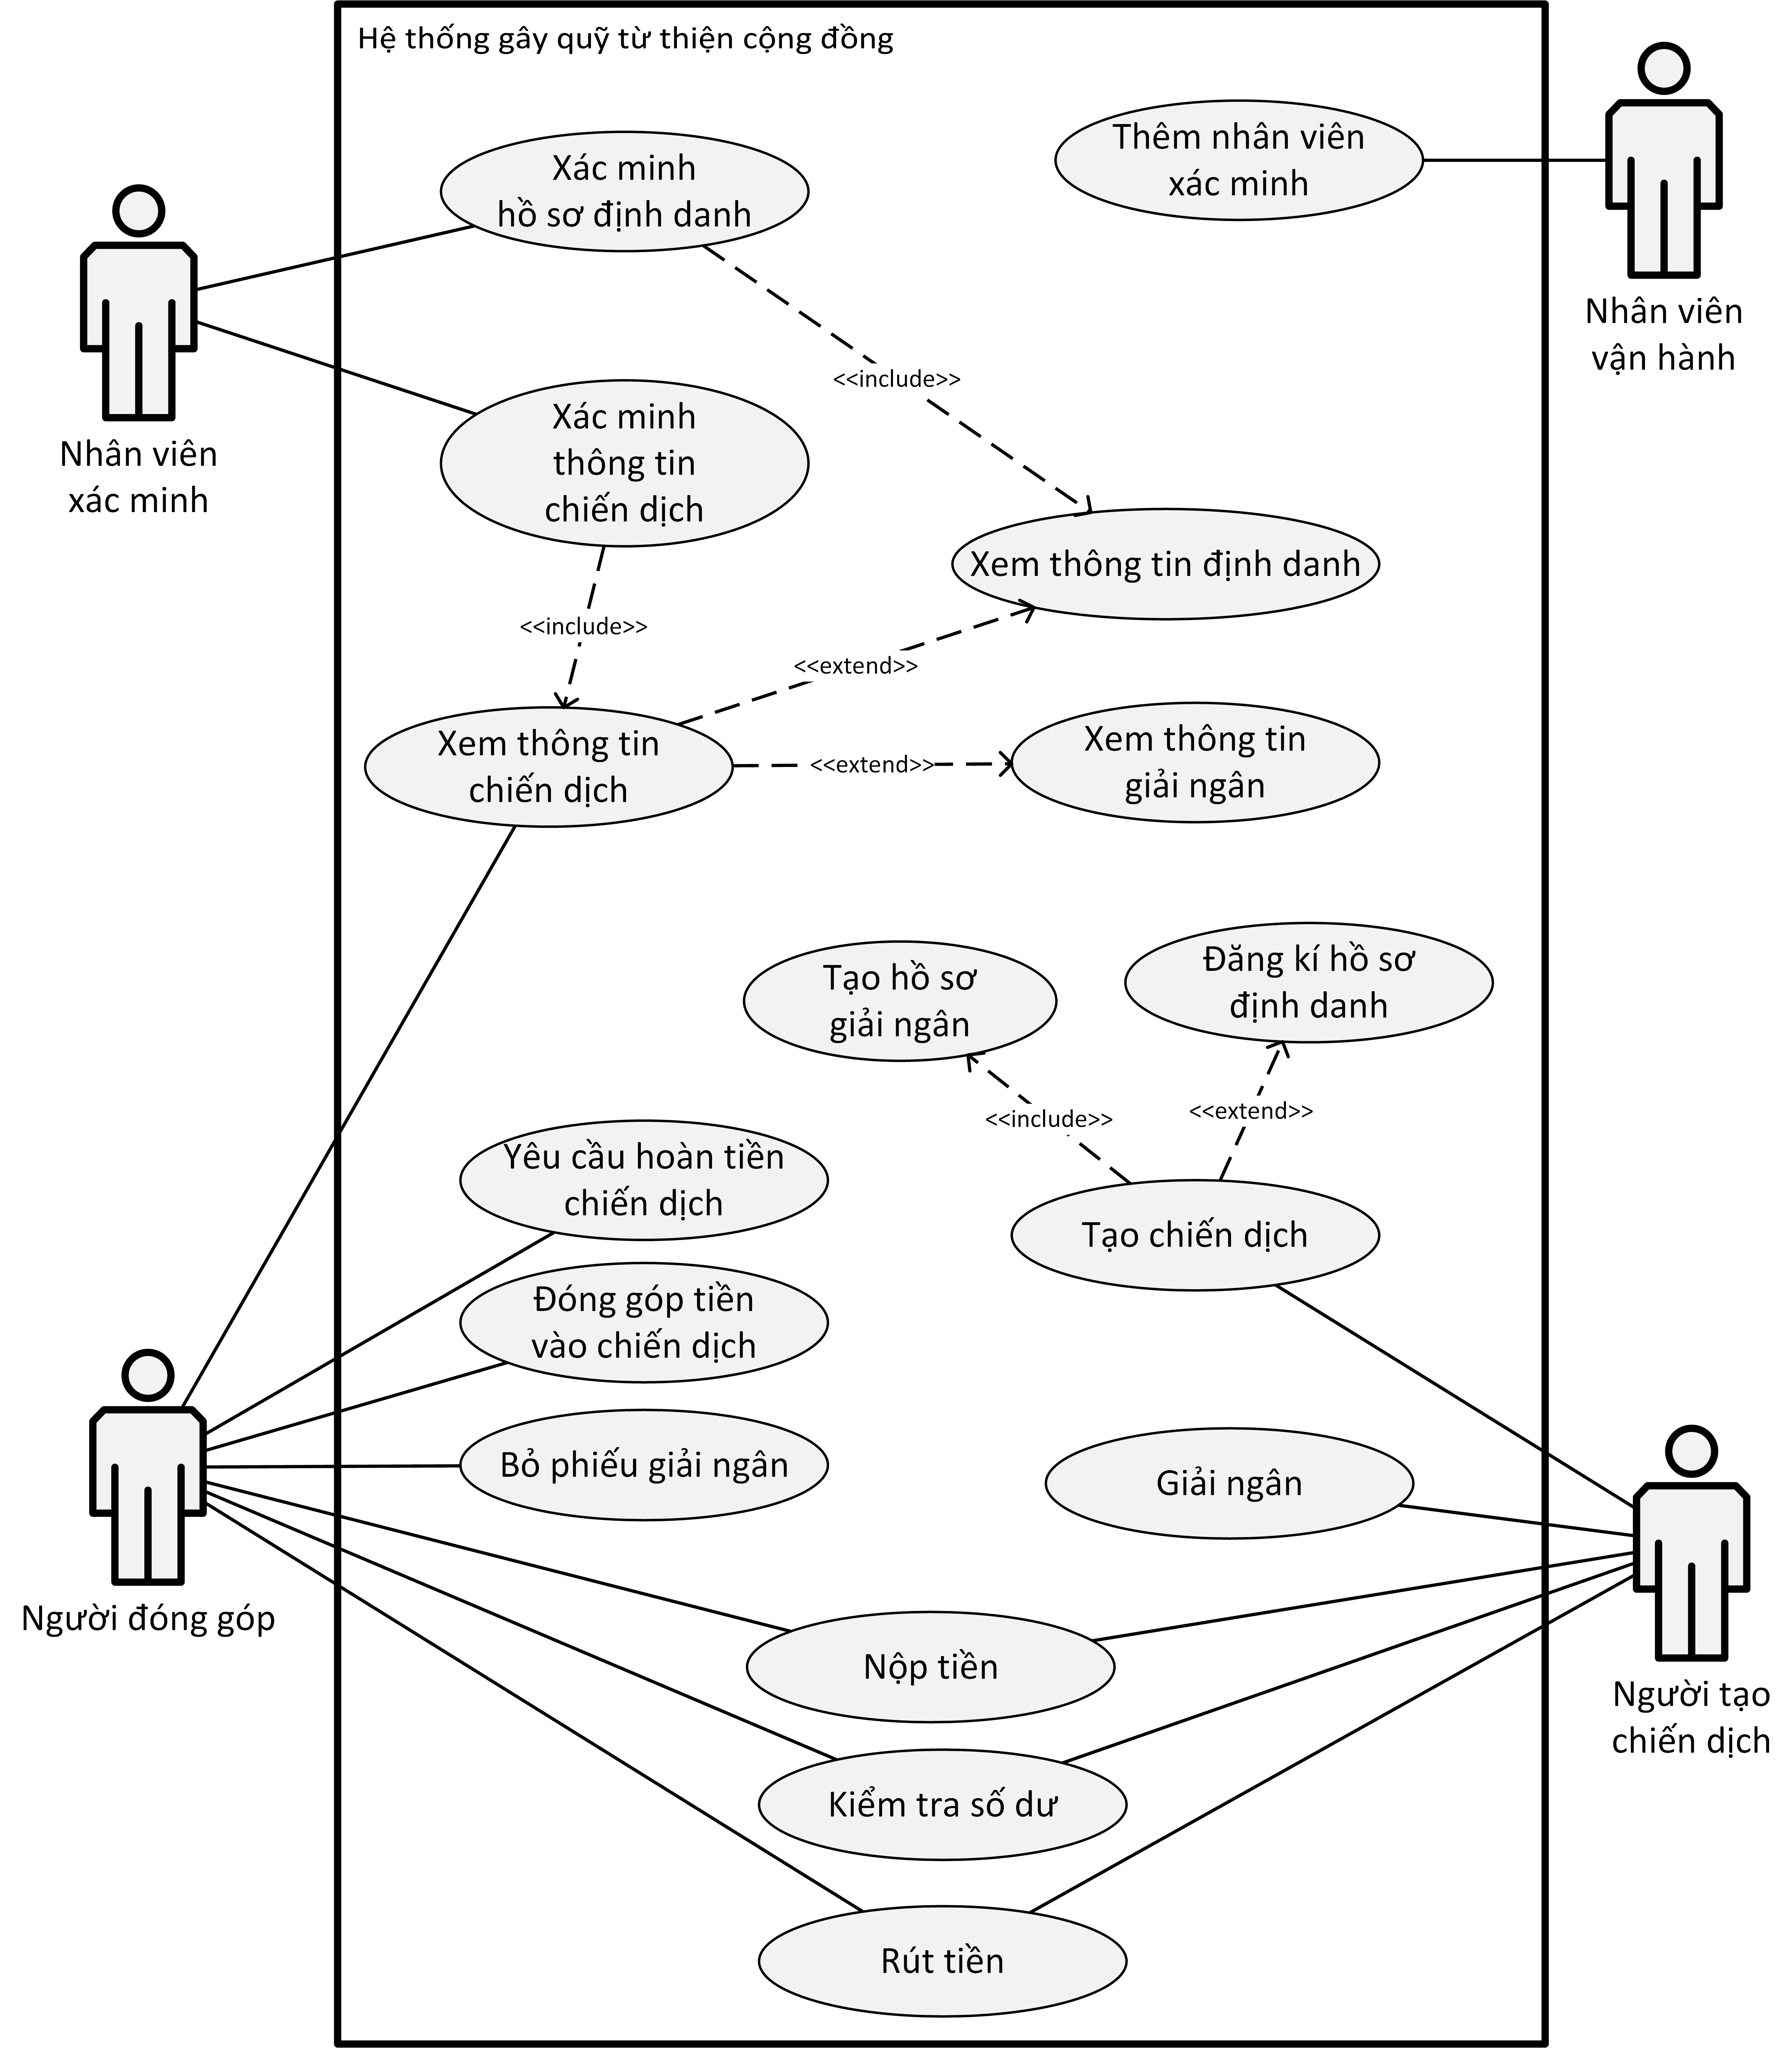 Hệ thống gây quỹ từ thiện cộng đồng
Thêm nhân viên
xác minh
Xác minh
hồ sơ định danh
Nhân viên
vận hành
<<include>>
Xác minh
thông tin
chiến dịch
Nhân viên
xác minh
Xem thông tin định danh
<<include>>
<<extend>>
Xem thông tin
chiến dịch
<<extend>>
Xem thông tin
giải ngân
Tạo hồ sơ
giải ngân
Đăng kí hồ sơ
định danh
<<include>>
<<extend>>
Yêu cầu hoàn tiền
chiến dịch
Tạo chiến dịch
Đóng góp tiền
vào chiến dịch
Bỏ phiếu giải ngân
Giải ngân
Người đóng góp
Nộp tiền
Người tạo
chiến dịch
Kiểm tra số dư
Rút tiền